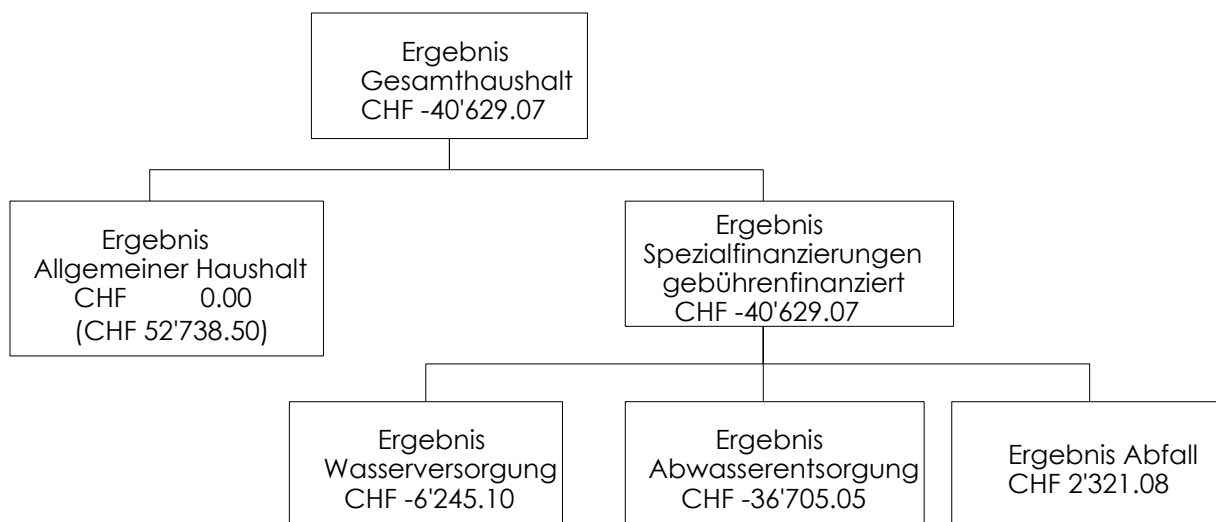 Ergebnis
Gesamthaushalt
CHF -40'629.07
Ergebnis
Allgemeiner Haushalt
CHF 0.00
(CHF 52'738.50)
Ergebnis
Spezialfinanzierungen
gebührenfinanziert
CHF -40'629.07
Ergebnis
Wasserversorgung
CHF -6'245.10
Ergebnis
Abwasserentsorgung
CHF -36'705.05
Ergebnis Abfall
CHF 2'321.08